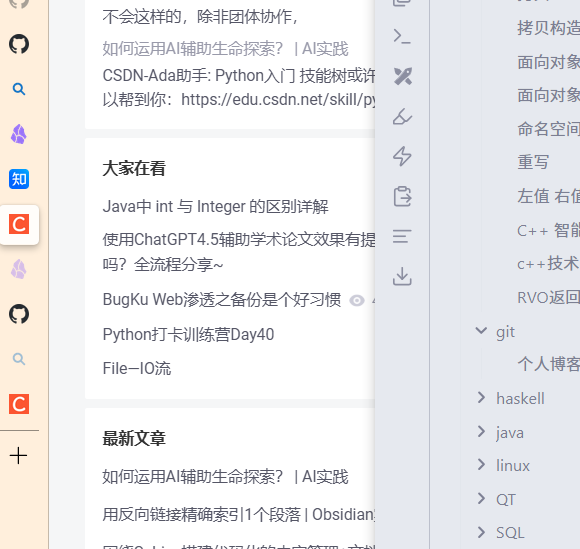 不会这样的，除非团体协作，
如何运用AI辅助生命探索？ | AI实践
CSDN-Ada助手: Python入门 技能树或许
以帮到你：https://edu.csdn.net/skill/py
大家在看
Java中 int 与 Integer 的区别详解
使用ChatGPT4.5辅助学术论文效果有提
吗？全流程分享~
BugKu Web渗透之备份是个好习惯
Python打卡训练营Day40
File—IO流
最新文章
如何运用AI辅助生命探索？ | AI实践
用反向链接精确索引1个段落 | Obsidian
知
C
C
拷贝构造
面向对象
面向对象
命名空间
重写
左值 右值
C++ 智能
c++技术
RVO返回
git
个人博客
haskell
java
linux
QT
SQL